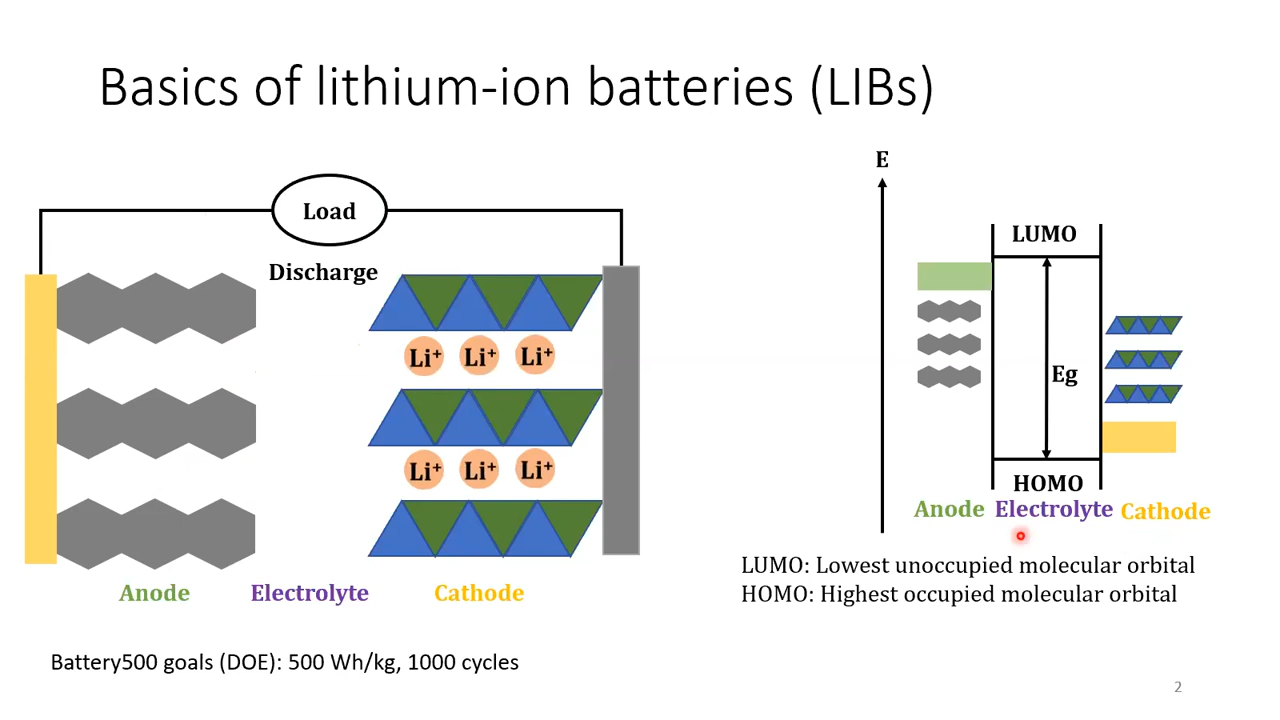 Basics of lithium-ion batteries (LIBs)
Load
Discharge
Li⁺ Li⁺ Li⁺
Li⁺ Li⁺ Li⁺
Anode Electrolyte Cathode
Battery500 goals (DOE): 500 Wh/kg, 1000 cycles
E
LUMO
Eg
HOMO
Anode Electrolyte Cathode
LUMO: Lowest unoccupied molecular orbital
HOMO: Highest occupied molecular orbital
2